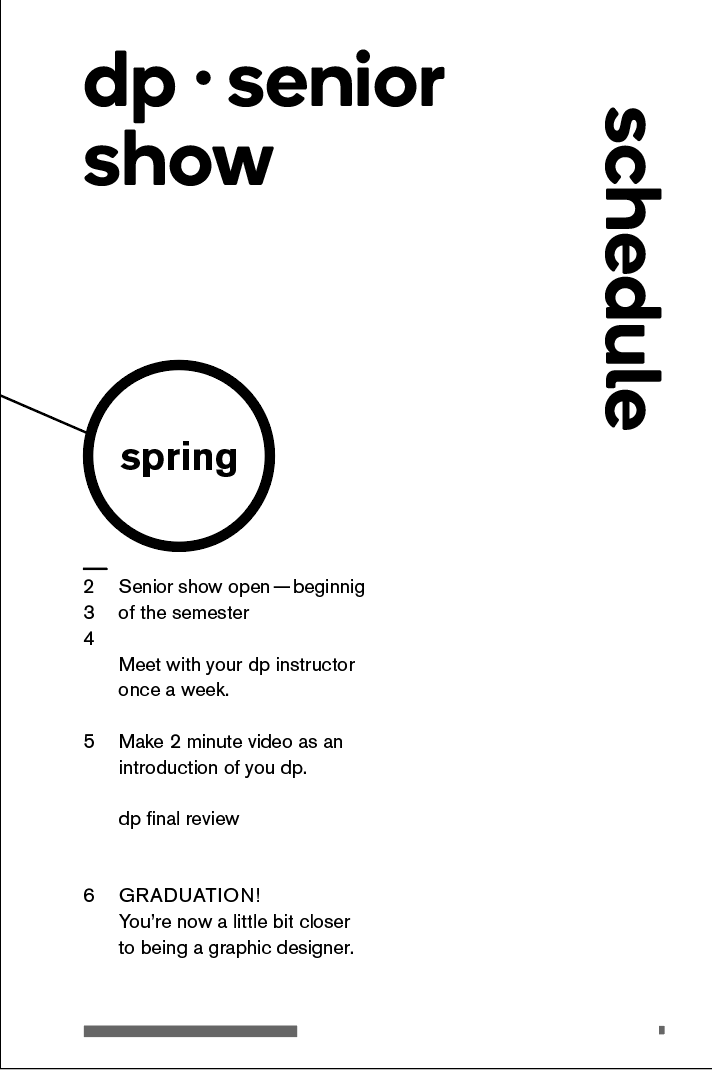 dp · senior
show
schedule
spring
2 Senior show open — beginnig
3 of the semester
4
Meet with your dp instructor
once a week.
5 Make 2 minute video as an
introduction of you dp.
dp final review
6 GRADUATION!
You're now a little bit closer
to being a graphic designer.